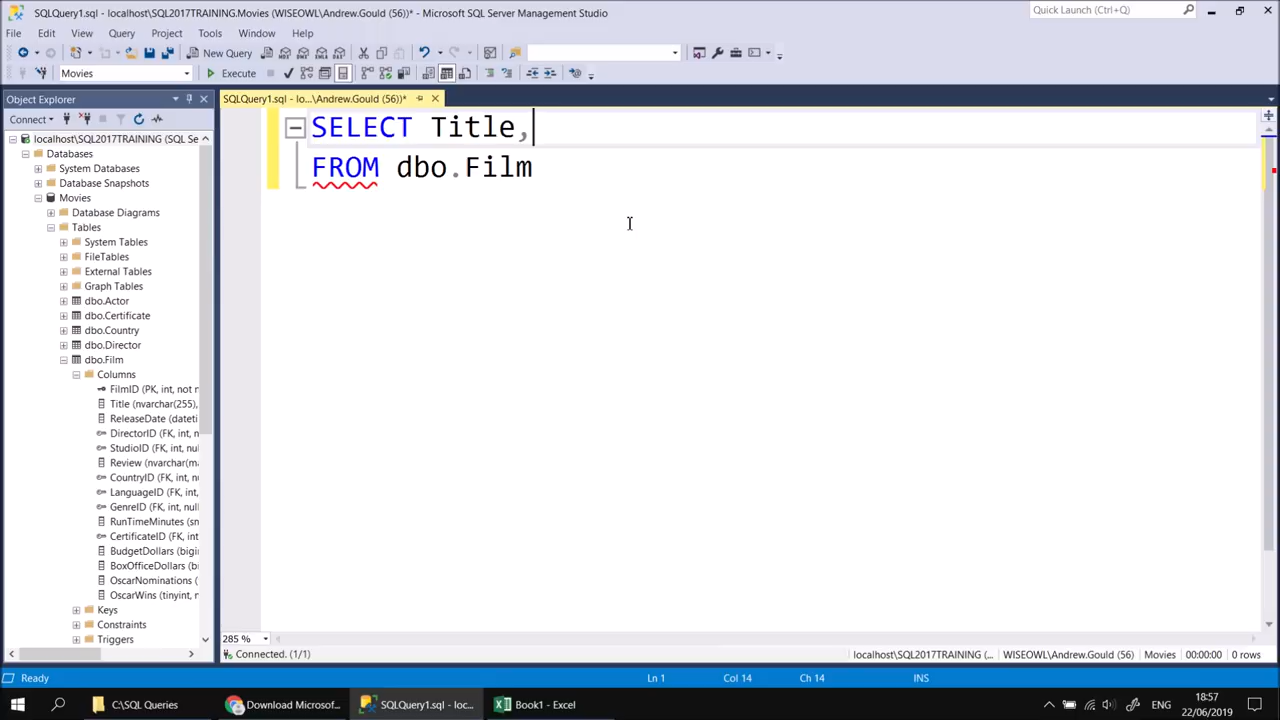 SQLQuery1.sql - localhost\SQL2017TRAINING.Movies (WISEOWL\Andrew.Gould (56))* - Microsoft SQL Server Management Studio
Quick Launch (Ctrl+Q)
File Edit View Query Project Tools Window Help
New Query
Movies Execute
Object Explorer
SQLQuery1.sql - lo...\Andrew.Gould (56))*
Connect
localhost\SQL2017TRAINING (SQL Se
Databases
System Databases
Database Snapshots
Movies
Database Diagrams
Tables
System Tables
FileTables
External Tables
Graph Tables
dbo.Actor
dbo.Certificate
dbo.Country
dbo.Director
dbo.Film
Columns
FilmID (PK, int, not n
Title (nvarchar(255),
ReleaseDate (dateti
DirectorID (FK, int, n
StudioID (FK, int, nul
Review (nvarchar(ma
CountryID (FK, int, n
LanguageID (FK, int,
GenreID (FK, int, null
RunTimeMinutes (sn
CertificateID (FK, int
BudgetDollars (bigi
BoxOfficeDollars (bi
OscarNominations (
OscarWins (tinyint, n
Keys
Constraints
Triggers
SELECT Title,
FROM dbo.Film
285 %
Connected. (1/1)
localhost\SQL2017TRAINING (... WISEOWL\Andrew.Gould (56) Movies 00:00:00 0 rows
Ready Ln 1 Col 14 Ch 14 INS
C:\SQL Queries Download Microsof... SQLQuery1.sql - loc... Book1 - Excel ENG 18:57
22/06/2019